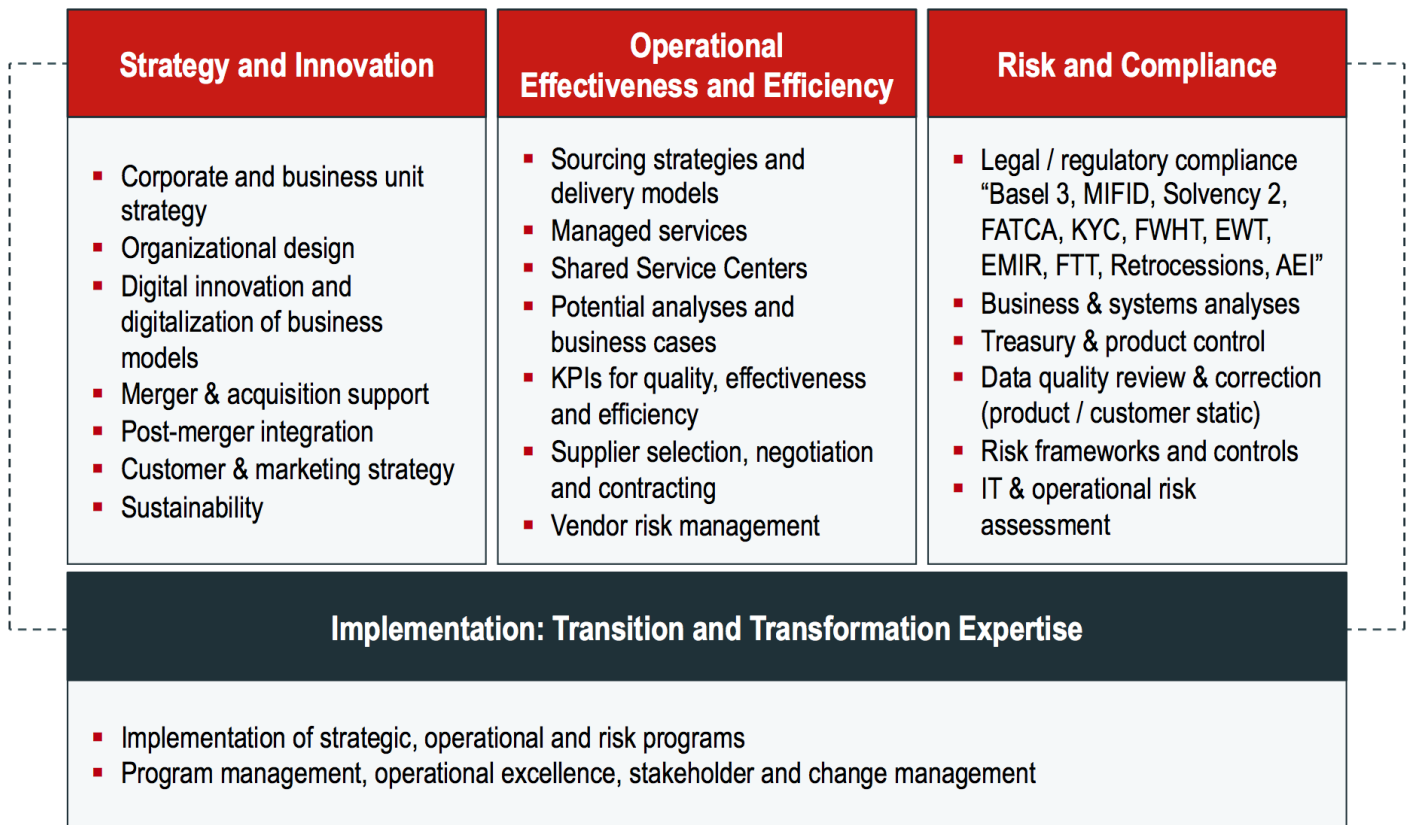 Strategy and Innovation
Corporate and business unit
strategy
Organizational design
Digital innovation and
digitalization of business
models
Merger & acquisition support
Post-merger integration
Customer & marketing strategy
Sustainability
Operational
Effectiveness and Efficiency
Sourcing strategies and
delivery models
Managed services
Shared Service Centers
Potential analyses and
business cases
KPIs for quality, effectiveness
and efficiency
Supplier selection, negotiation
and contracting
Vendor risk management
Risk and Compliance
Legal / regulatory compliance
“Basel 3, MIFID, Solvency 2,
FATCA, KYC, FWHT, EWT,
EMIR, FTT, Retrocessions, AEI”
Business & systems analyses
Treasury & product control
Data quality review & correction
(product / customer static)
Risk frameworks and controls
IT & operational risk
assessment
Implementation: Transition and Transformation Expertise
Implementation of strategic, operational and risk programs
Program management, operational excellence, stakeholder and change management